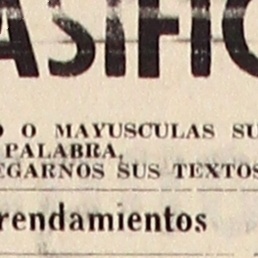 ASIFIC
O O MAYUSCULAS SU
PALABRA.
EGARNOS SUS TEXTOS
rendamientos